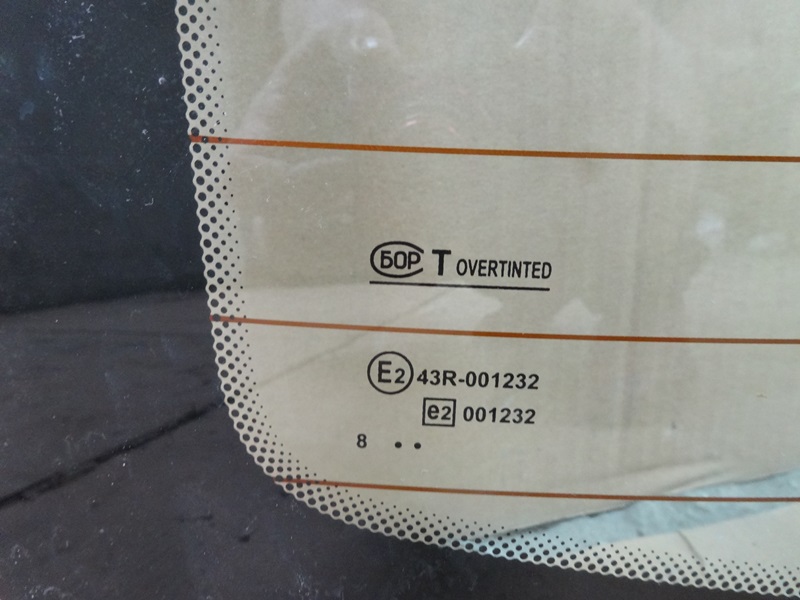 БОР T OVERTINTED
E2 43R-001232
e2 001232
8 ••